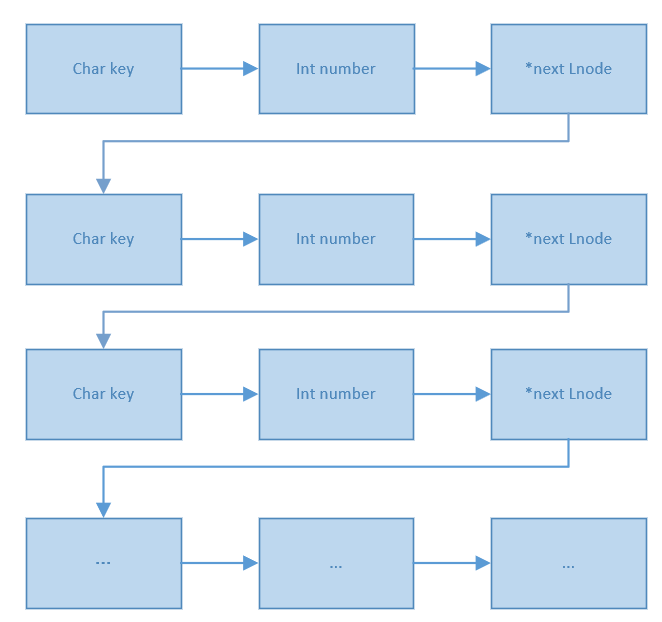 Char key
Int number
*next Lnode
Char key
Int number
*next Lnode
Char key
Int number
*next Lnode
...
...
...